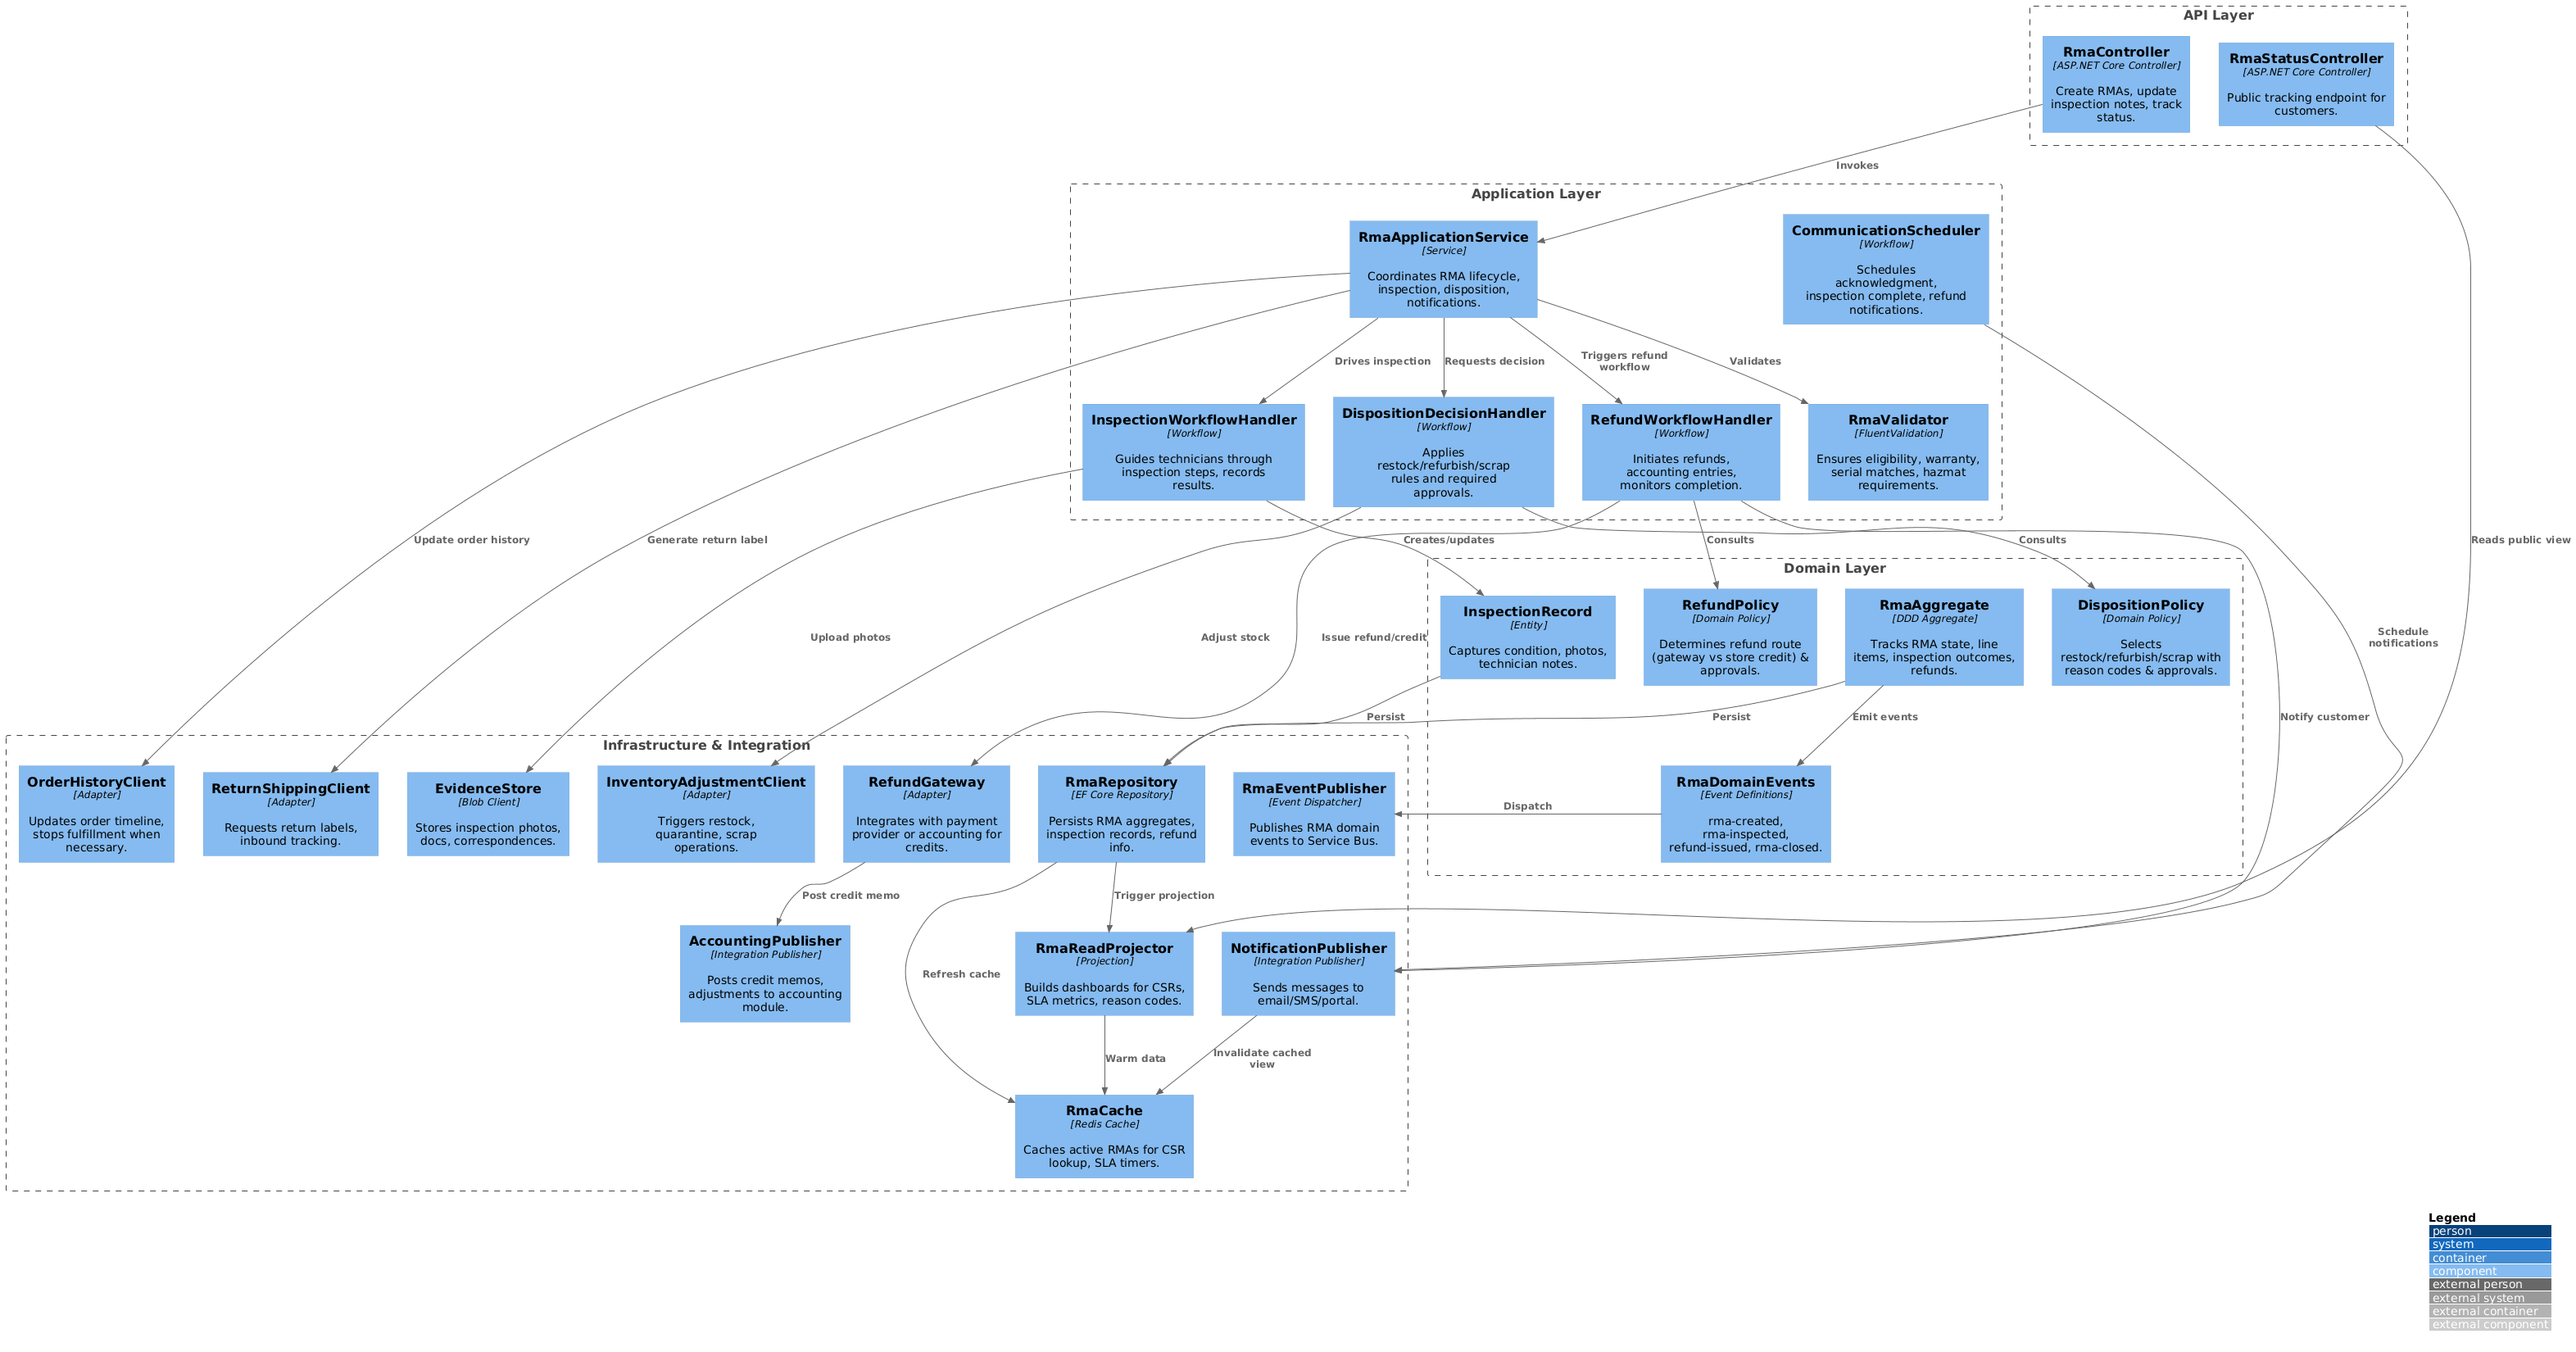 API Layer
RmaController
[ASP.NET Core Controller]
Create RMAs, update
inspection notes, track
status.
RmaStatusController
[ASP.NET Core Controller]
Public tracking endpoint for
customers.
Invokes
Application Layer
RmaApplicationService
[Service]
Coordinates RMA lifecycle,
inspection, disposition,
notifications.
CommunicationScheduler
[Workflow]
Schedules
acknowledgment,
inspection complete, refund
notifications.
Drives inspection
Requests decision
Triggers refund
workflow
Validates
InspectionWorkflowHandler
[Workflow]
Guides technicians through
inspection steps, records
results.
DispositionDecisionHandler
[Workflow]
Applies
restock/refurbish/scrap
rules and required
approvals.
RefundWorkflowHandler
[Workflow]
Initiates refunds,
accounting entries,
monitors completion.
RmaValidator
[FluentValidation]
Ensures eligibility, warranty,
serial matches, hazmat
requirements.
Update order history
Generate return label
Creates/updates
Consults
Consults
Reads public view
Domain Layer
InspectionRecord
[Entity]
Captures condition, photos,
technician notes.
RefundPolicy
[Domain Policy]
Determines refund route
(gateway vs store credit) &
approvals.
RmaAggregate
[DDD Aggregate]
Tracks RMA state, line
items, inspection outcomes,
refunds.
DispositionPolicy
[Domain Policy]
Selects
restock/refurbish/scrap with
reason codes & approvals.
Upload photos
Adjust stock
Issue refund/credit
Schedule
notifications
Persist
Persist
Emit events
Notify customer
Infrastructure & Integration
OrderHistoryClient
[Adapter]
Updates order timeline,
stops fulfillment when
necessary.
ReturnShippingClient
[Adapter]
Requests return labels,
inbound tracking.
EvidenceStore
[Blob Client]
Stores inspection photos,
docs, correspondences.
InventoryAdjustmentClient
[Adapter]
Triggers restock,
quarantine, scrap
operations.
RefundGateway
[Adapter]
Integrates with payment
provider or accounting for
credits.
RmaRepository
[EF Core Repository]
Persists RMA aggregates,
inspection records, refund
info.
RmaEventPublisher
[Event Dispatcher]
Publishes RMA domain
events to Service Bus.
Dispatch
RmaDomainEvents
[Event Definitions]
rma-created,
rma-inspected,
refund-issued, rma-closed.
Post credit memo
Trigger projection
AccountingPublisher
[Integration Publisher]
Posts credit memos,
adjustments to accounting
module.
Refresh cache
RmaReadProjector
[Projection]
Builds dashboards for CSRs,
SLA metrics, reason codes.
NotificationPublisher
[Integration Publisher]
Sends messages to
email/SMS/portal.
Warm data
Invalidate cached
view
RmaCache
[Redis Cache]
Caches active RMAs for CSR
lookup, SLA timers.
Legend
person
system
container
component
external person
external system
external container
external component